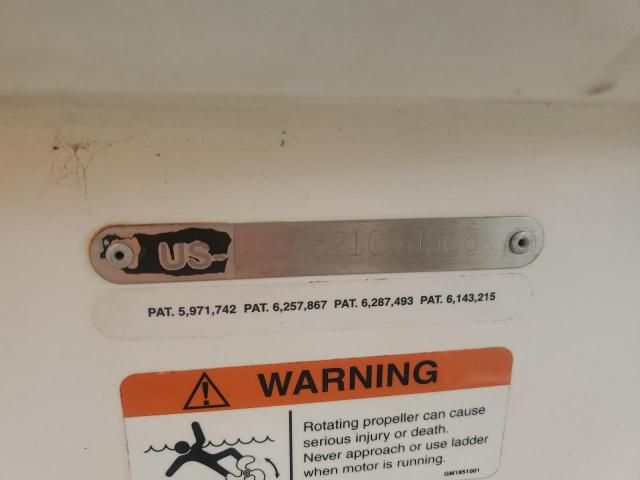 US-
PAT. 5,971,742 PAT. 6,257,867 PAT. 6,287,493 PAT. 6,143,215
WARNING
Rotating propeller can cause
serious injury or death.
Never approach or use ladder
when motor is running.
GM1651001